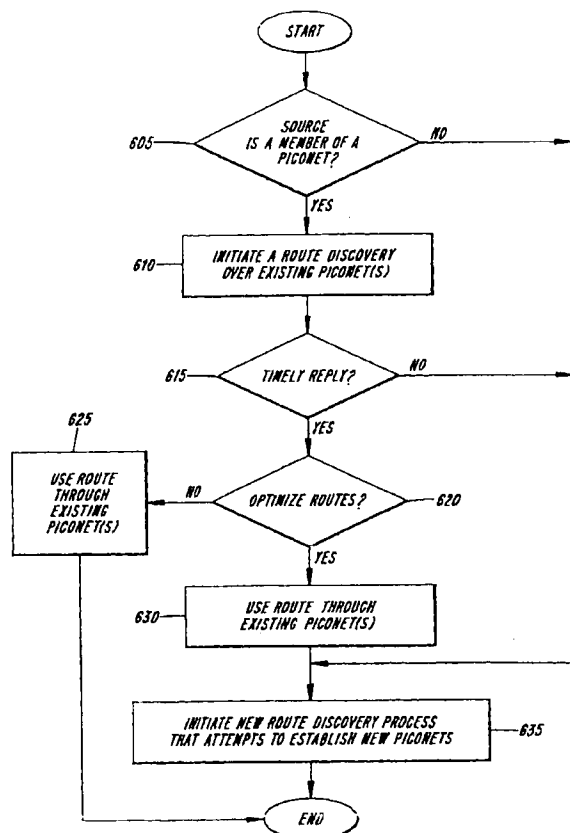 START
SOURCE
IS A MEMBER OF A
PICONET?
605
NO
YES
INITIATE A ROUTE DISCOVERY
OVER EXISTING PICONET(S)
610
TIMELY REPLY?
615
NO
YES
625
USE ROUTE
THROUGH
EXISTING
PICONET(S)
NO
OPTIMIZE ROUTES?
620
YES
USE ROUTE THROUGH
EXISTING PICONET(S)
630
INITIATE NEW ROUTE DISCOVERY PROCESS
THAT ATTEMPTS TO ESTABLISH NEW PICONETS
635
END